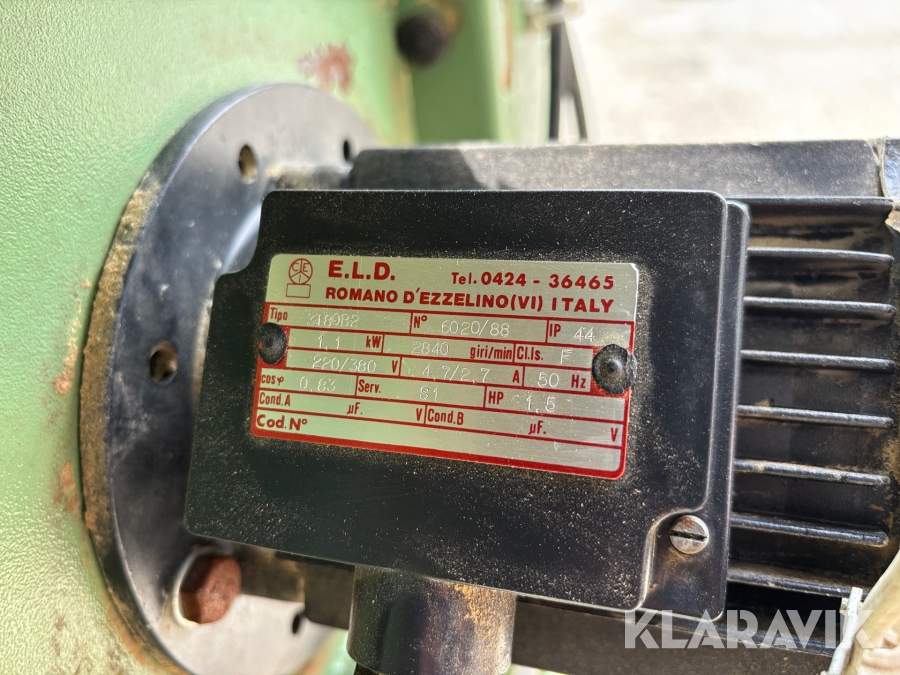 E.L.D. Tel. 0424 - 36465
ROMANO D'EZZELINO (VI) ITALY
Tipo N° 6020/88 IP 44
1,1 kW 2840 giri/min Cl.Is. F
220/380 V 4,7/2,7 A 50 Hz
cosφ 0,83 Serv. S1 HP 1,5
Cond.A µF. V Cond.B µF. V
Cod.N°
KLARAVIK